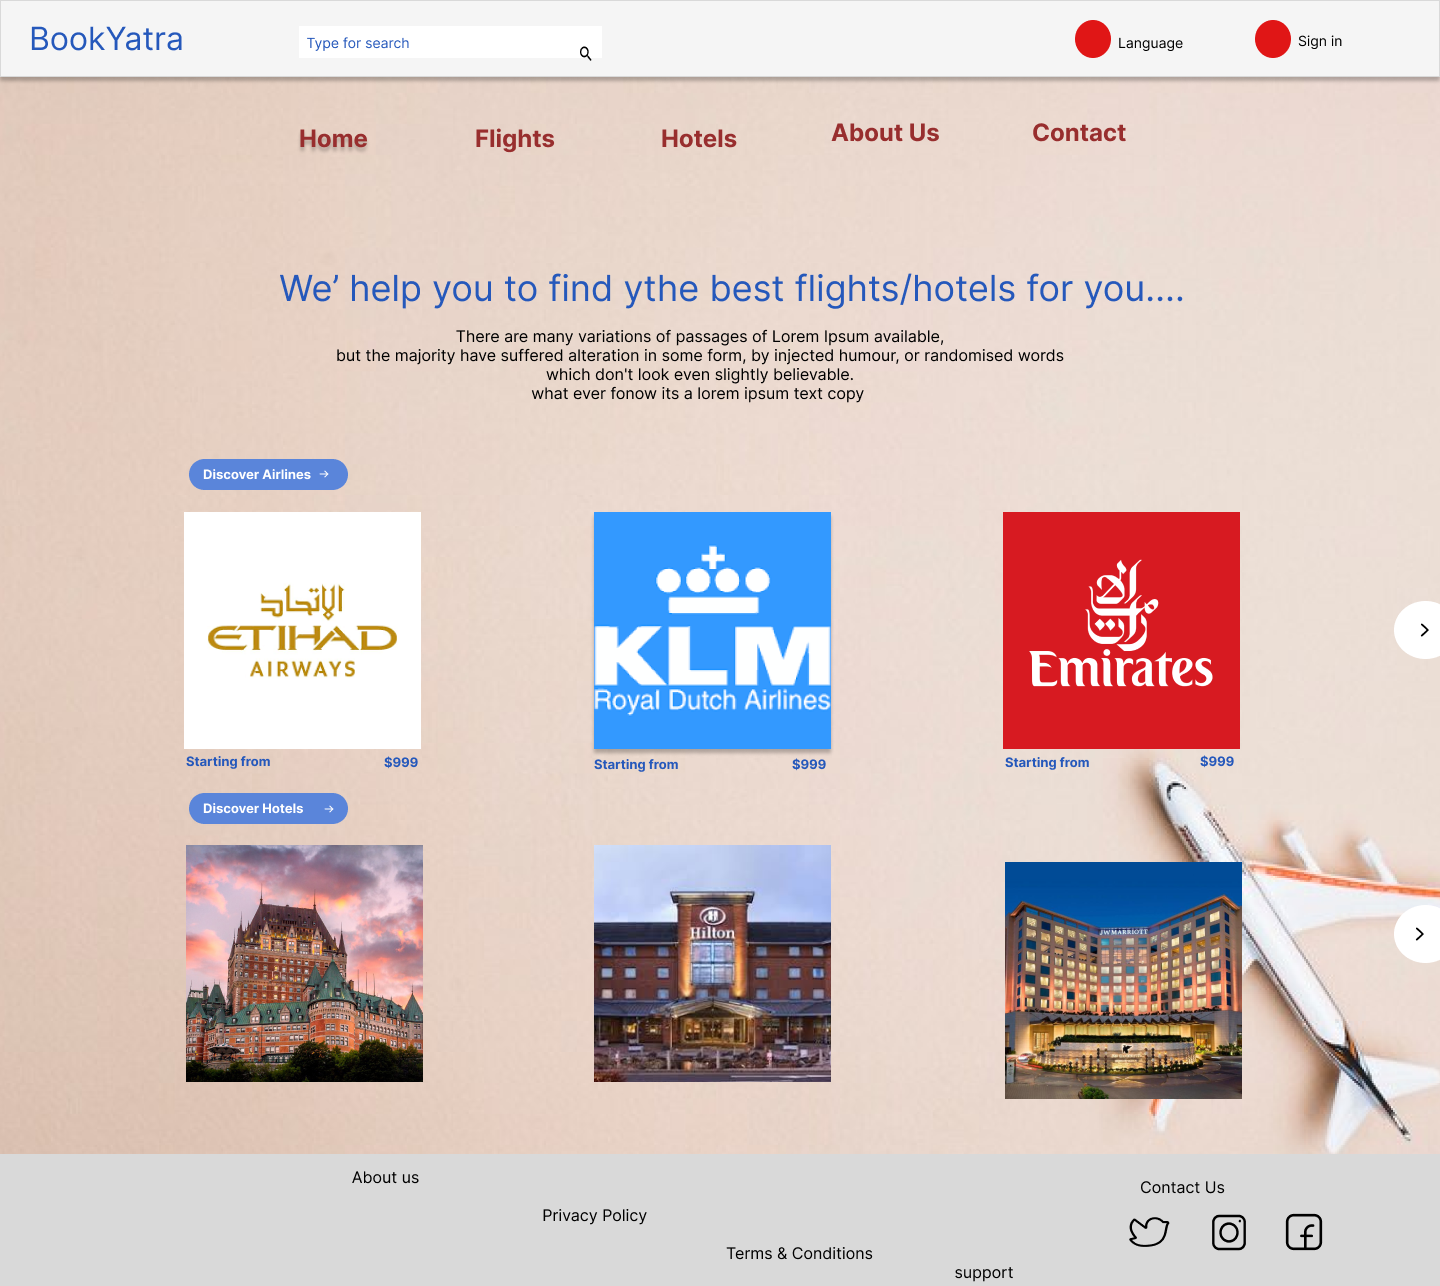 BookYatra
Type for search
Language
Sign in
Home
Flights
Hotels
About Us
Contact
We’ help you to find ythe best flights/hotels for you....
There are many variations of passages of Lorem Ipsum available,
but the majority have suffered alteration in some form, by injected humour, or randomised words
which don't look even slightly believable.
what ever fonow its a lorem ipsum text copy
Discover Airlines →
الإتحاد
ETIHAD
AIRWAYS
KLM
Royal Dutch Airlines
Emirates
Starting from $999
Starting from $999
Starting from $999
Discover Hotels →
Hilton
JW MARRIOTT
About us
Privacy Policy
Terms & Conditions
support
Contact Us